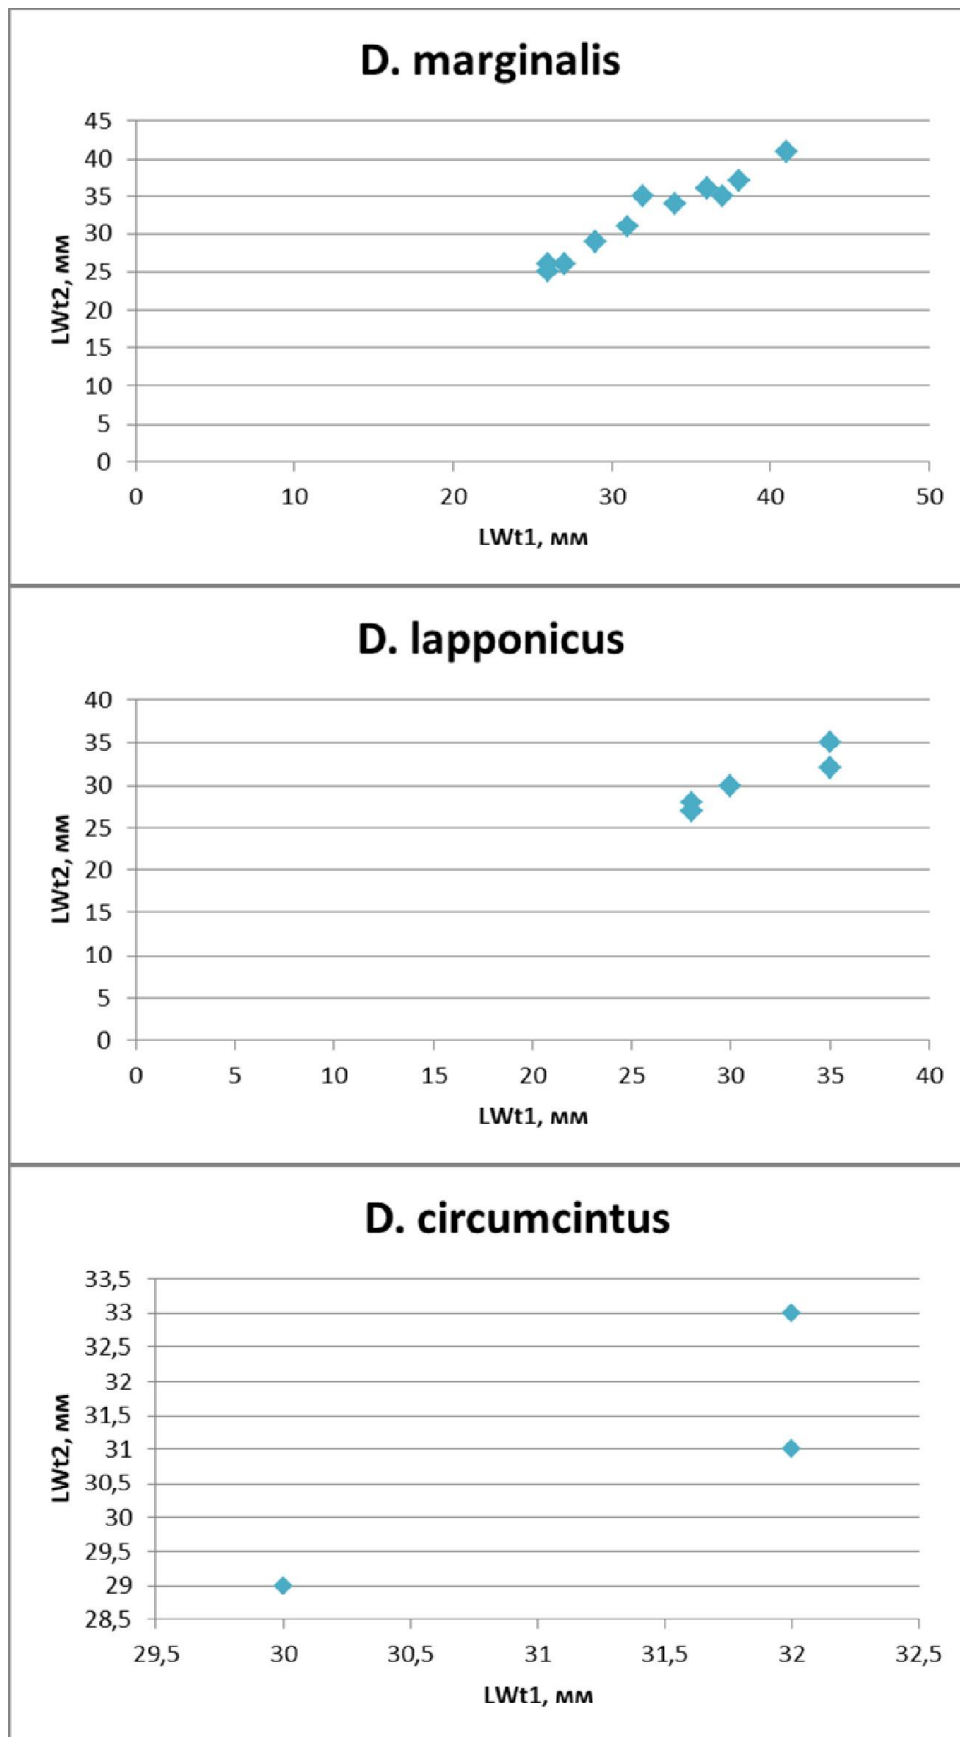 D. marginalis
45
40
35
30
25
20
15
10
5
0
LWt2, мм
0 10 20 30 40 50
LWt1, мм
D. lapponicus
40
35
30
25
20
15
10
5
0
LWt2, мм
0 5 10 15 20 25 30 35 40
LWt1, мм
D. circumcintus
33,5
33
32,5
32
31,5
31
30,5
30
29,5
29
28,5
LWt2, мм
29,5 30 30,5 31 31,5 32 32,5
LWt1, мм